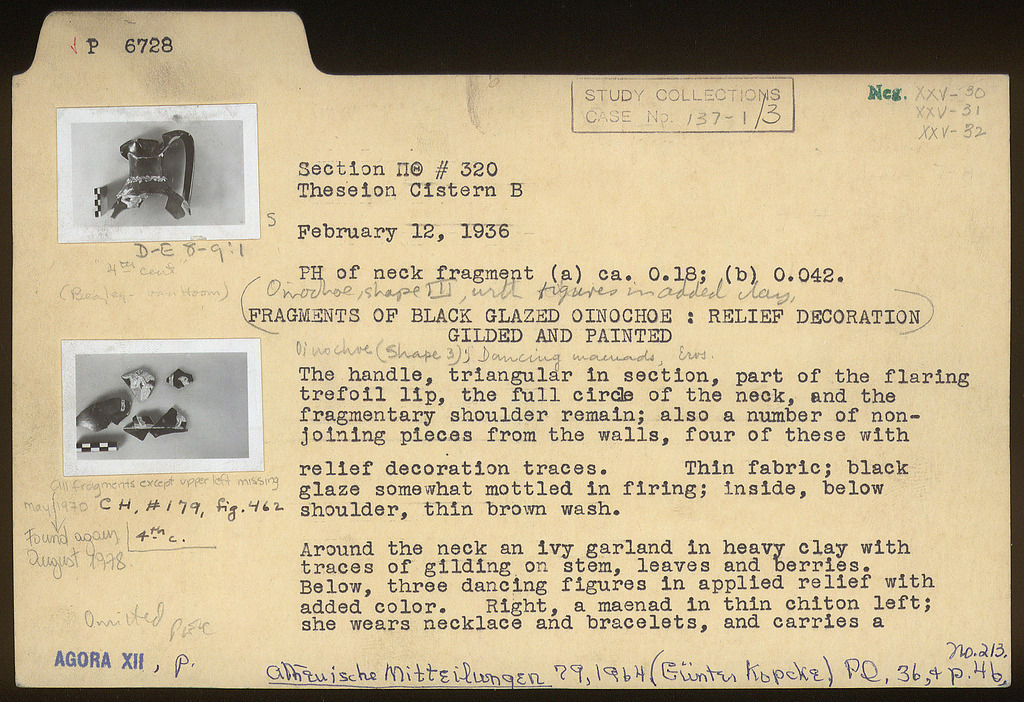 P 6728
STUDY COLLECTIONS
CASE No. 137-1/3
Neg. XXV-30
XXV-31
XXV-32
Section ΠΘ # 320
Theseion Cistern B
S
February 12, 1936
D-E 8-9:1
"4th cent"
(Beazley - van Hoorn)
PH of neck fragment (a) ca. 0.18; (b) 0.042.
(Oinochoe, shape III, with figures in added clay,
FRAGMENTS OF BLACK GLAZED OINOCHOE : RELIEF DECORATION)
GILDED AND PAINTED
Oinochoe (Shape 3); Dancing maenads, Eros.
The handle, triangular in section, part of the flaring
trefoil lip, the full circle of the neck, and the
fragmentary shoulder remain; also a number of non-
joining pieces from the walls, four of these with
relief decoration traces. Thin fabric; black
glaze somewhat mottled in firing; inside, below
shoulder, thin brown wash.
All fragments except upper left missing
may 1970 CH, #179, fig. 462
Found again 4th c.
August 1978.
Around the neck an ivy garland in heavy clay with
traces of gilding on stem, leaves and berries.
Below, three dancing figures in applied relief with
added color. Right, a maenad in thin chiton left;
she wears necklace and bracelets, and carries a
Omitted
AGORA XII, p.
Athenische Mitteilungen 79, 1964 (Günter Kopcke) Pl. 36, & p. 46,
no. 213.